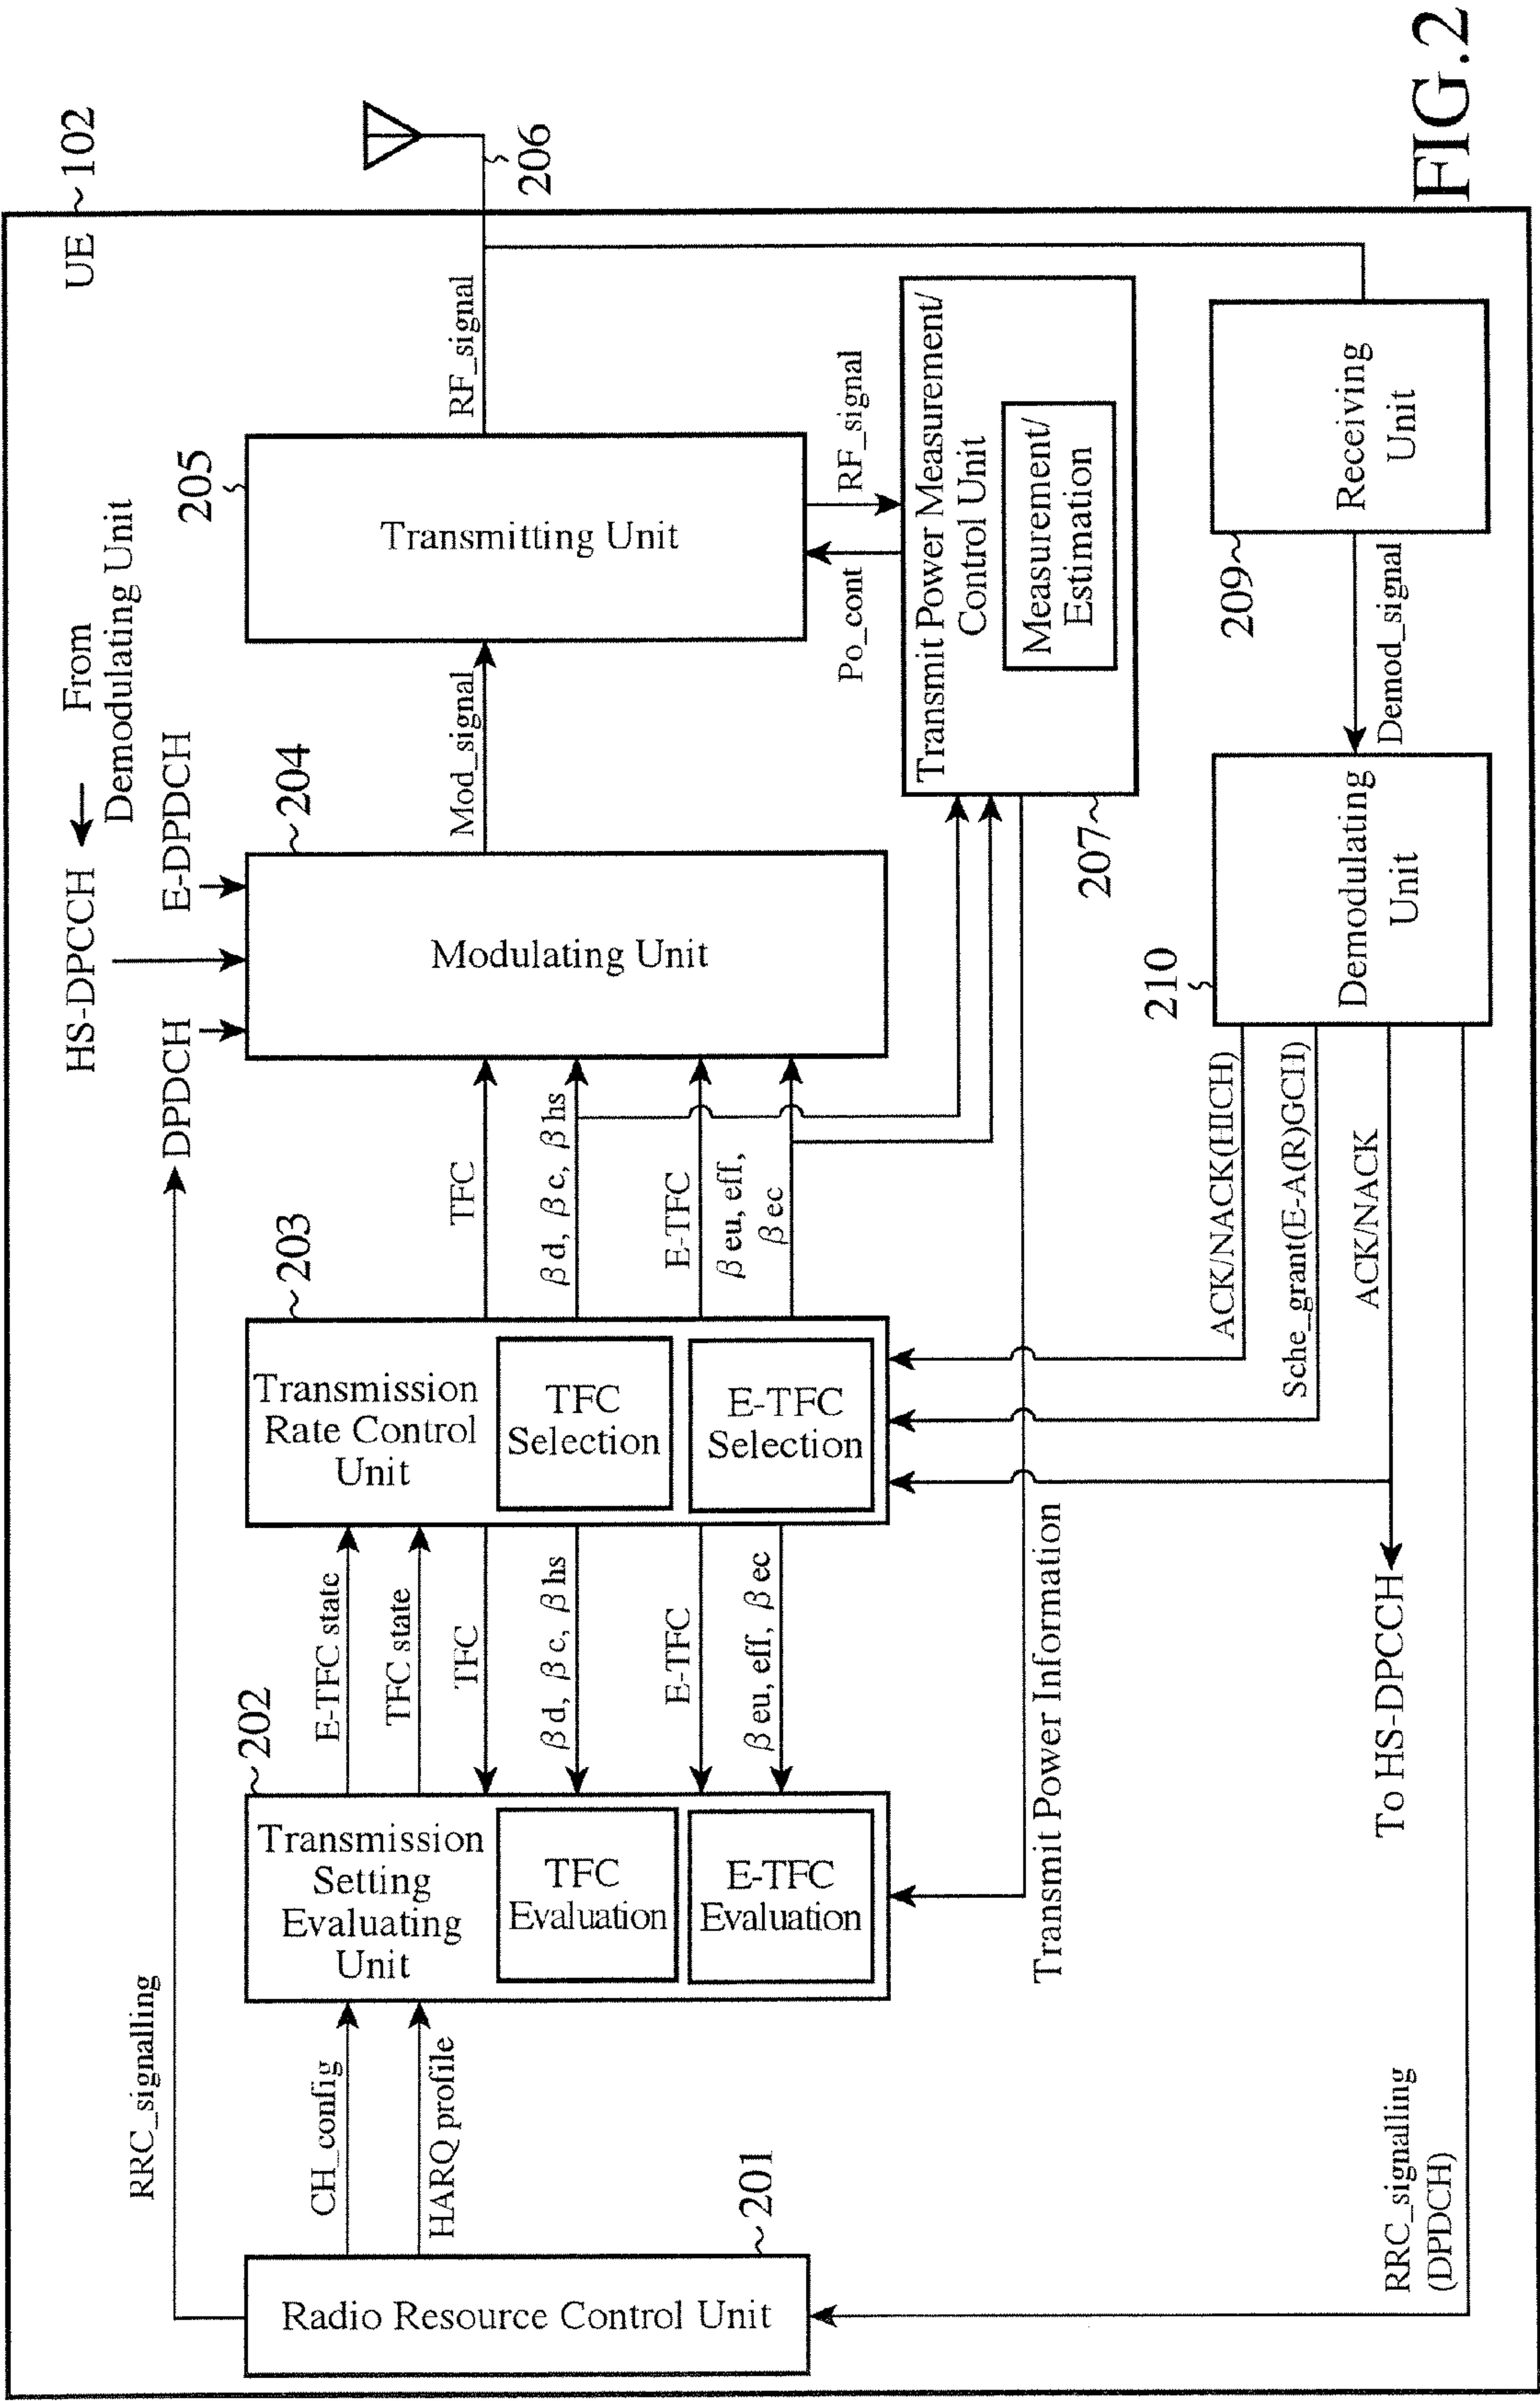 UE
102
RRC_signalling
HS-DPCCH
From
Demodulating Unit
DPDCH
E-DPDCH
201
Radio Resource Control Unit
CH_config
HARQ profile
202
Transmission
Setting
Evaluating
Unit
TFC
Evaluation
E-TFC
Evaluation
E-TFC state
TFC state
TFC
βd, βc, βhs
E-TFC
βeu, eff, βec
203
Transmission
Rate Control
Unit
TFC
Selection
E-TFC
Selection
TFC
βd, βc, βhs
E-TFC
βeu, eff,
βec
204
Modulating Unit
Mod_signal
205
Transmitting Unit
RF_signal
206
Po_cont
RF_signal
Transmit Power Measurement/
Control Unit
Measurement/
Estimation
207
Transmit Power Information
ACK/NACK(HICH)
Sche_grant(E-A(R)GCH)
ACK/NACK
To HS-DPCCH
210
Demodulating
Unit
Demod_signal
209
Receiving
Unit
RRC_signalling
(DPDCH)
FIG.2